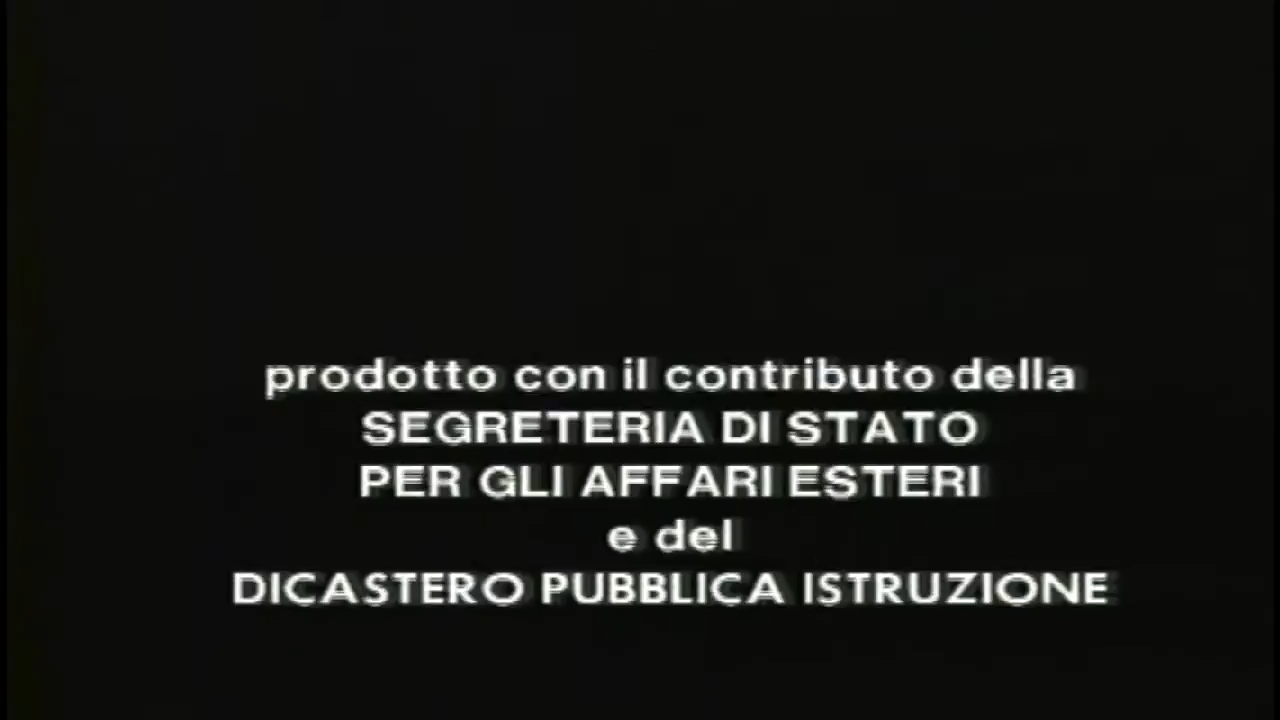 prodotto con il contributo della
SEGRETERIA DI STATO
PER GLI AFFARI ESTERI
e del
DICASTERO PUBBLICA ISTRUZIONE